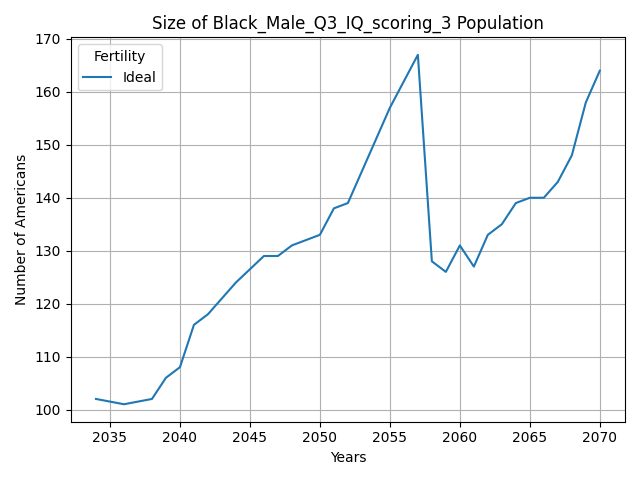 Size of Black_Male_Q3_IQ_scoring_3 Population
170
160
150
140
130
120
110
100
Number of Americans
Fertility
Ideal
2035 2040 2045 2050 2055 2060 2065 2070
Years